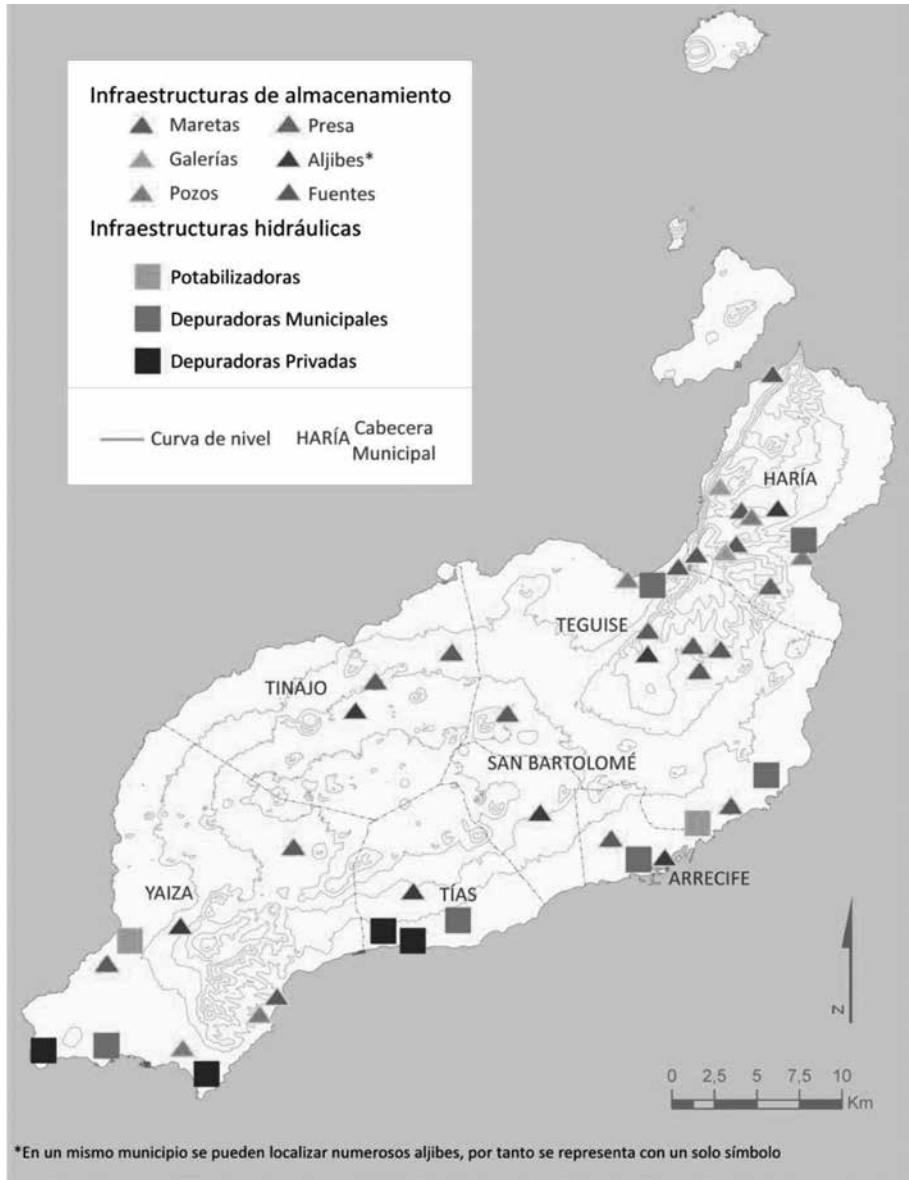 Infraestructuras de almacenamiento
Maretas
Presa
Galerías
Aljibes*
Pozos
Fuentes
Infraestructuras hidráulicas
Potabilizadoras
Depuradoras Municipales
Depuradoras Privadas
Curva de nivel
HARÍA Cabecera
Municipal
HARÍA
TEGUISE
TINAJO
SAN BARTOLOMÉ
YAIZA
TÍAS
ARRECIFE
N
0 2,5 5 7,5 10
Km
*En un mismo municipio se pueden localizar numerosos aljibes, por tanto se representa con un solo símbolo